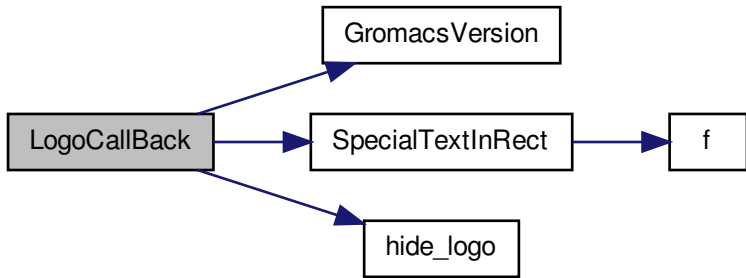 GromacsVersion
LogoCallBack
SpecialTextInRect
f
hide_logo